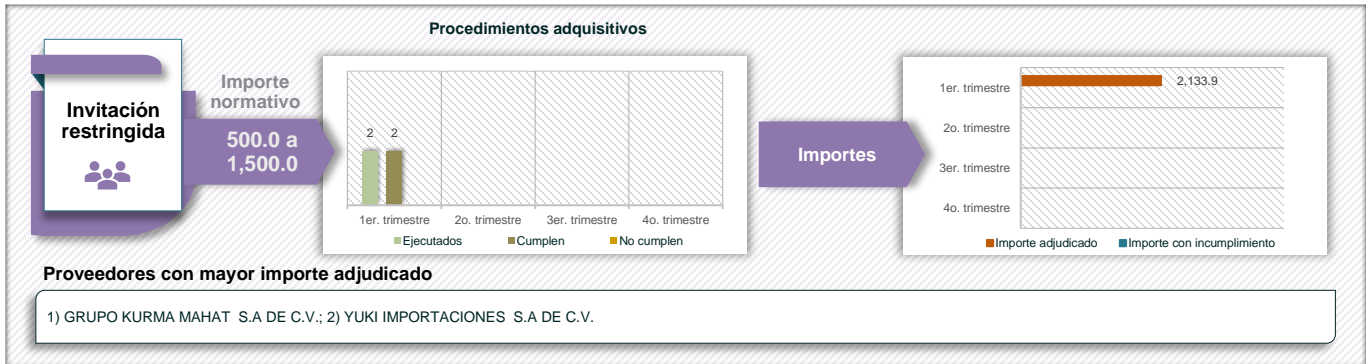 Procedimientos adquisitivos
Invitación
restringida
Importe
normativo
500.0 a
1,500.0
2 2
1er. trimestre 2o. trimestre 3er. trimestre 4o. trimestre
Ejecutados Cumplen No cumplen
Importes
1er. trimestre 2,133.9
2o. trimestre
3er. trimestre
4o. trimestre
Importe adjudicado Importe con incumplimiento
Proveedores con mayor importe adjudicado
1) GRUPO KURMA MAHAT S.A DE C.V.; 2) YUKI IMPORTACIONES S.A DE C.V.